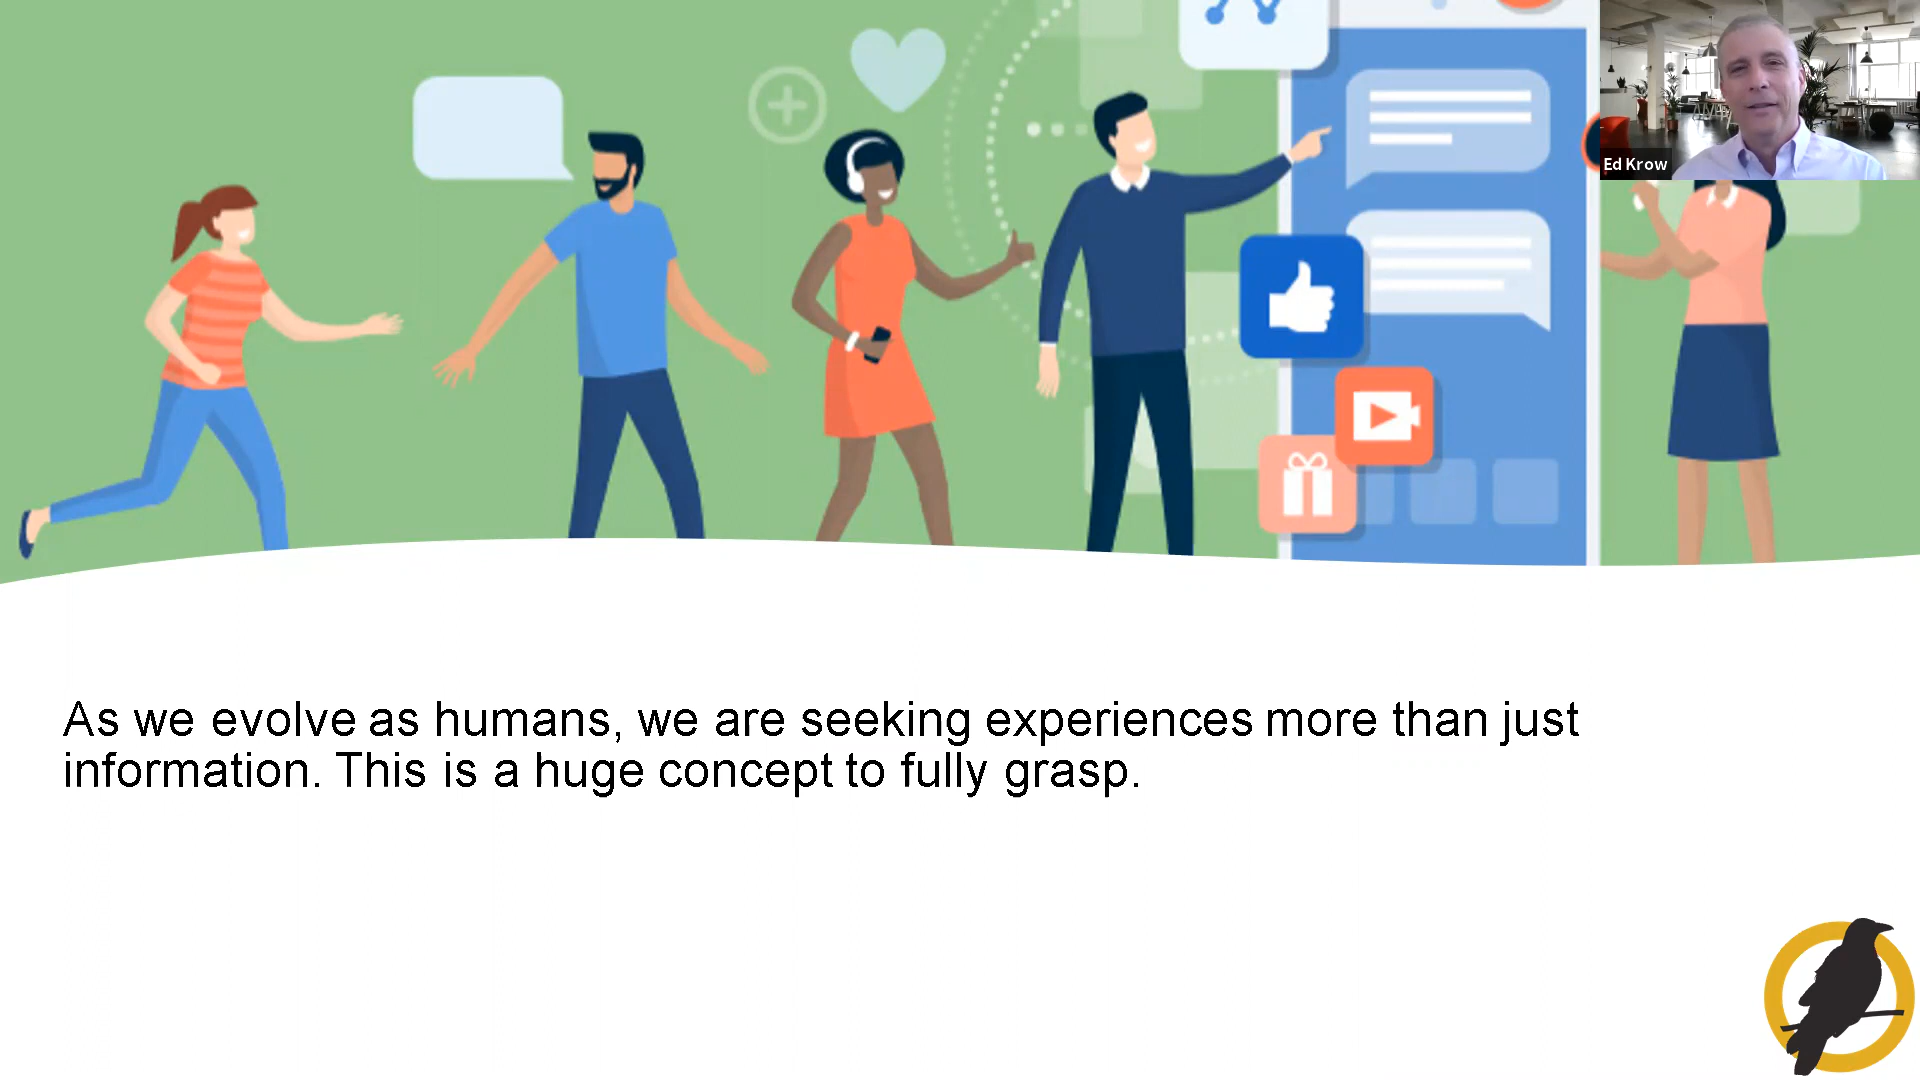 Ed Krow
As we evolve as humans, we are seeking experiences more than just
information. This is a huge concept to fully grasp.